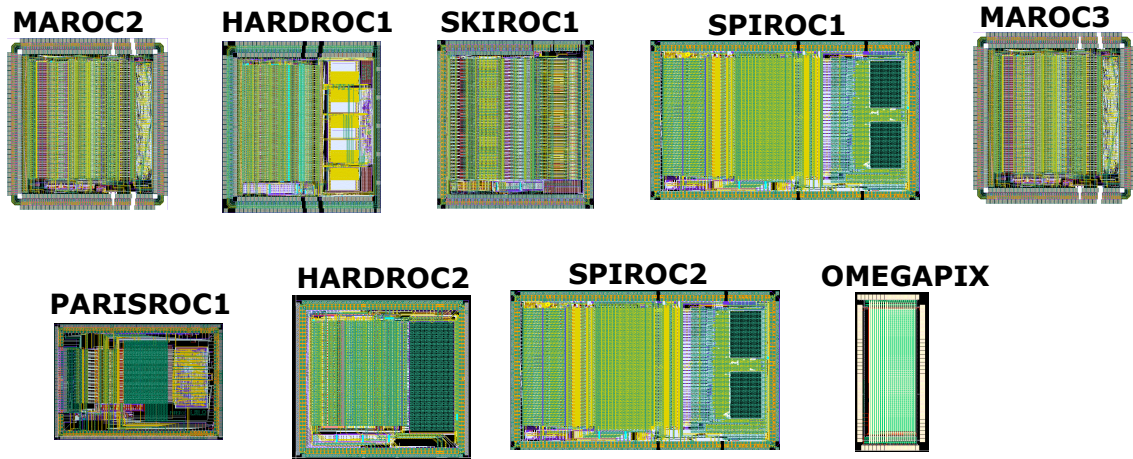 MAROC2
HARDROC1
SKIROC1
SPIROC1
MAROC3
PARISROC1
HARDROC2
SPIROC2
OMEGAPIX